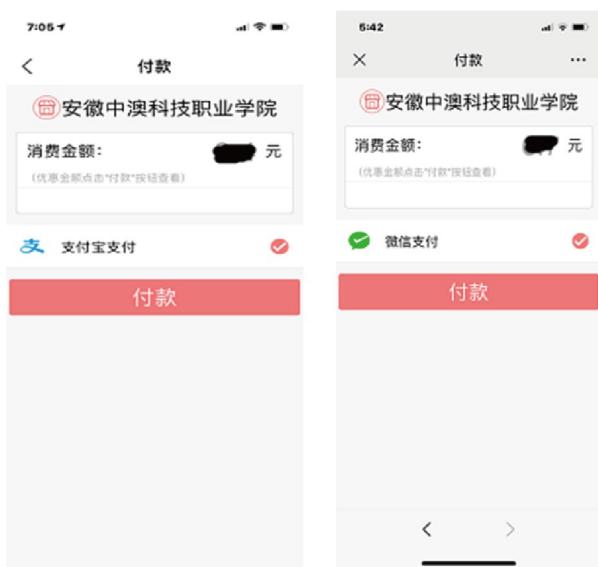 7:05
付款
安徽中澳科技职业学院
消费金额：
元
(优惠金额点击"付款"按钮查看)
支付宝支付
付款
5:42
付款
安徽中澳科技职业学院
消费金额：
元
(优惠金额点击"付款"按钮查看)
微信支付
付款